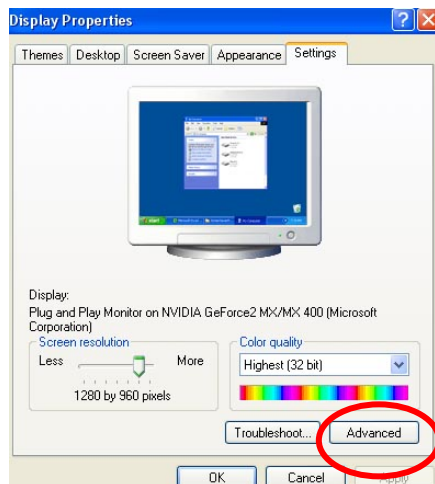 Display Properties
Themes Desktop Screen Saver Appearance Settings
Display:
Plug and Play Monitor on NVIDIA GeForce2 MX/MX 400 (Microsoft
Corporation)
Screen resolution
Less More
1280 by 960 pixels
Color quality
Highest (32 bit)
Troubleshoot... Advanced
OK Cancel Apply